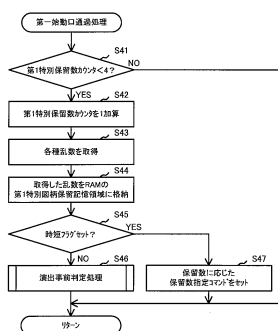 第一始動口通過処理
S41
第1特別保留数カウンタ<4?
NO
YES
S42
第1特別保留数カウンタを1加算
S43
各種乱数を取得
S44
取得した乱数をRAMの
第1特別図柄保留記憶領域に格納
S45
時短フラグセット?
YES
NO
S46
S47
演出事前判定処理
保留数に応じた
保留数指定コマンドをセット
リターン